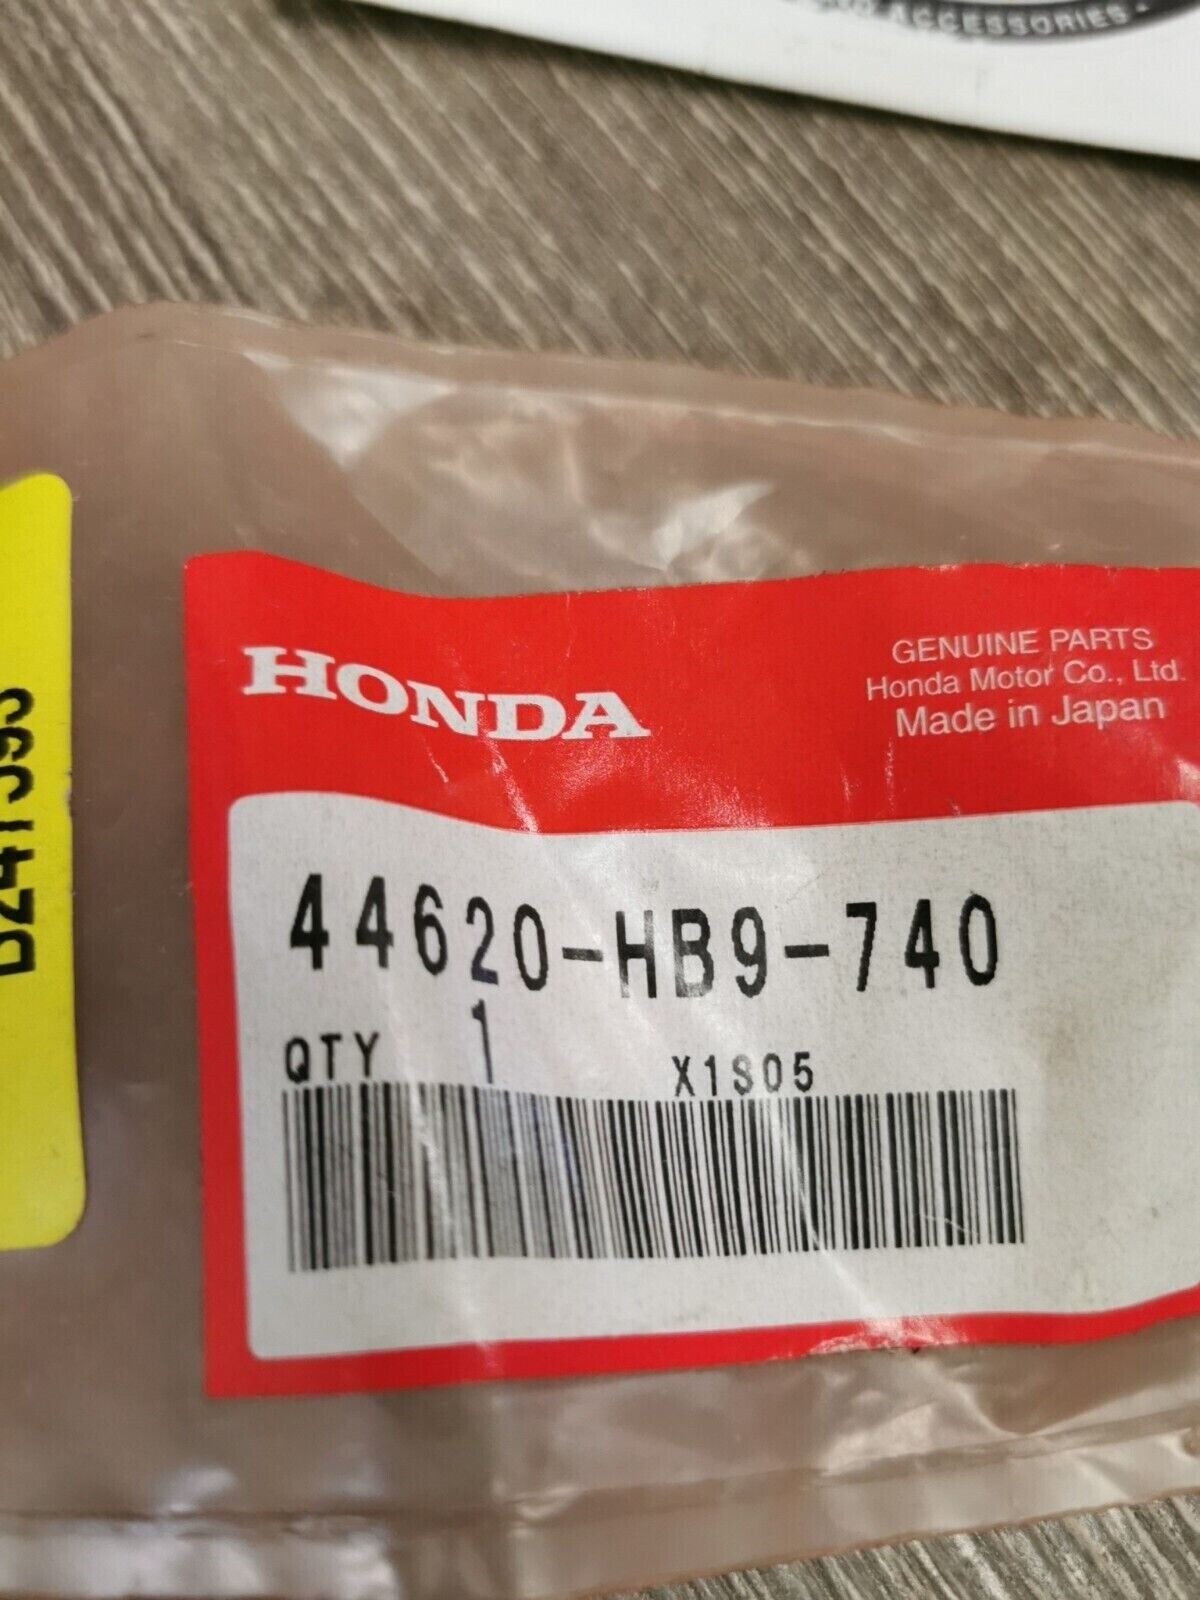 ACCESSORIES
HONDA
GENUINE PARTS
Honda Motor Co., Ltd.
Made in Japan
44620-HB9-740
QTY 1
X1S05